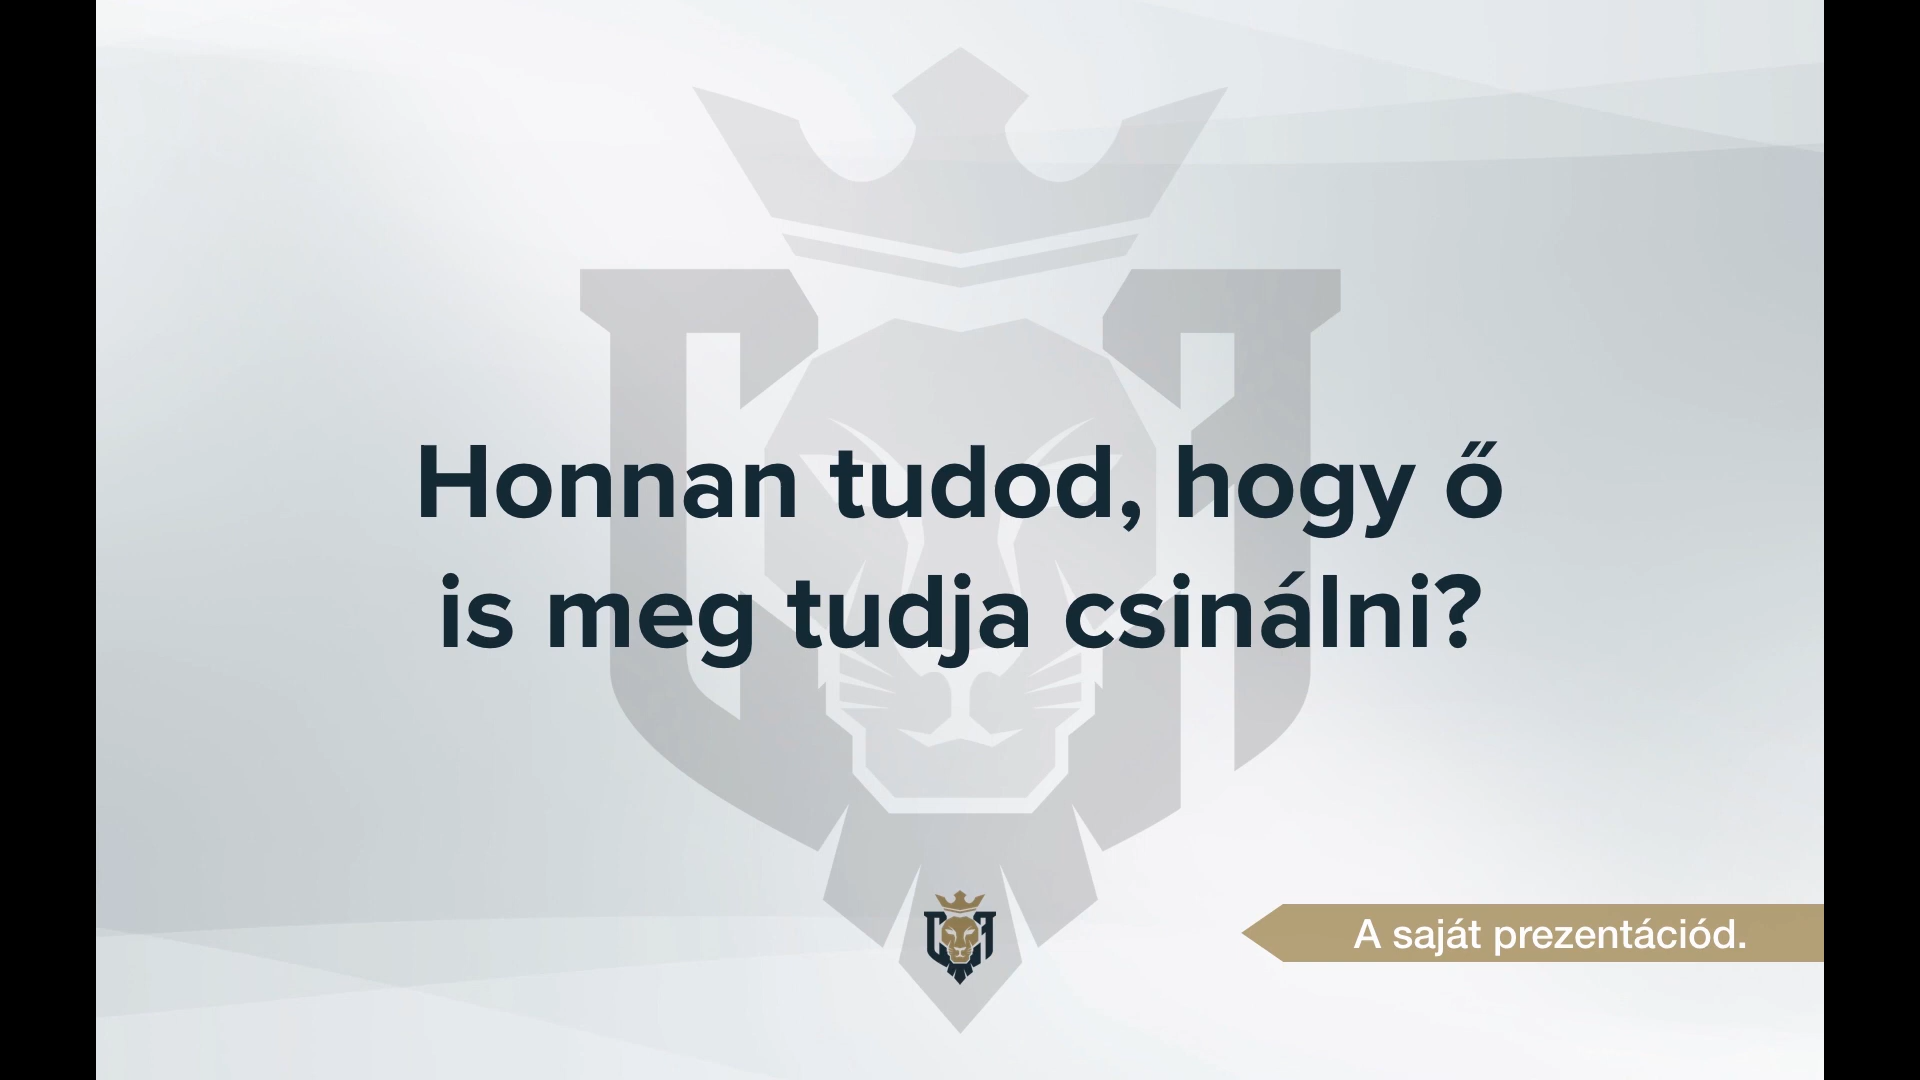 Honnan tudod, hogy ő
is meg tudja csinálni?
A saját prezentációd.